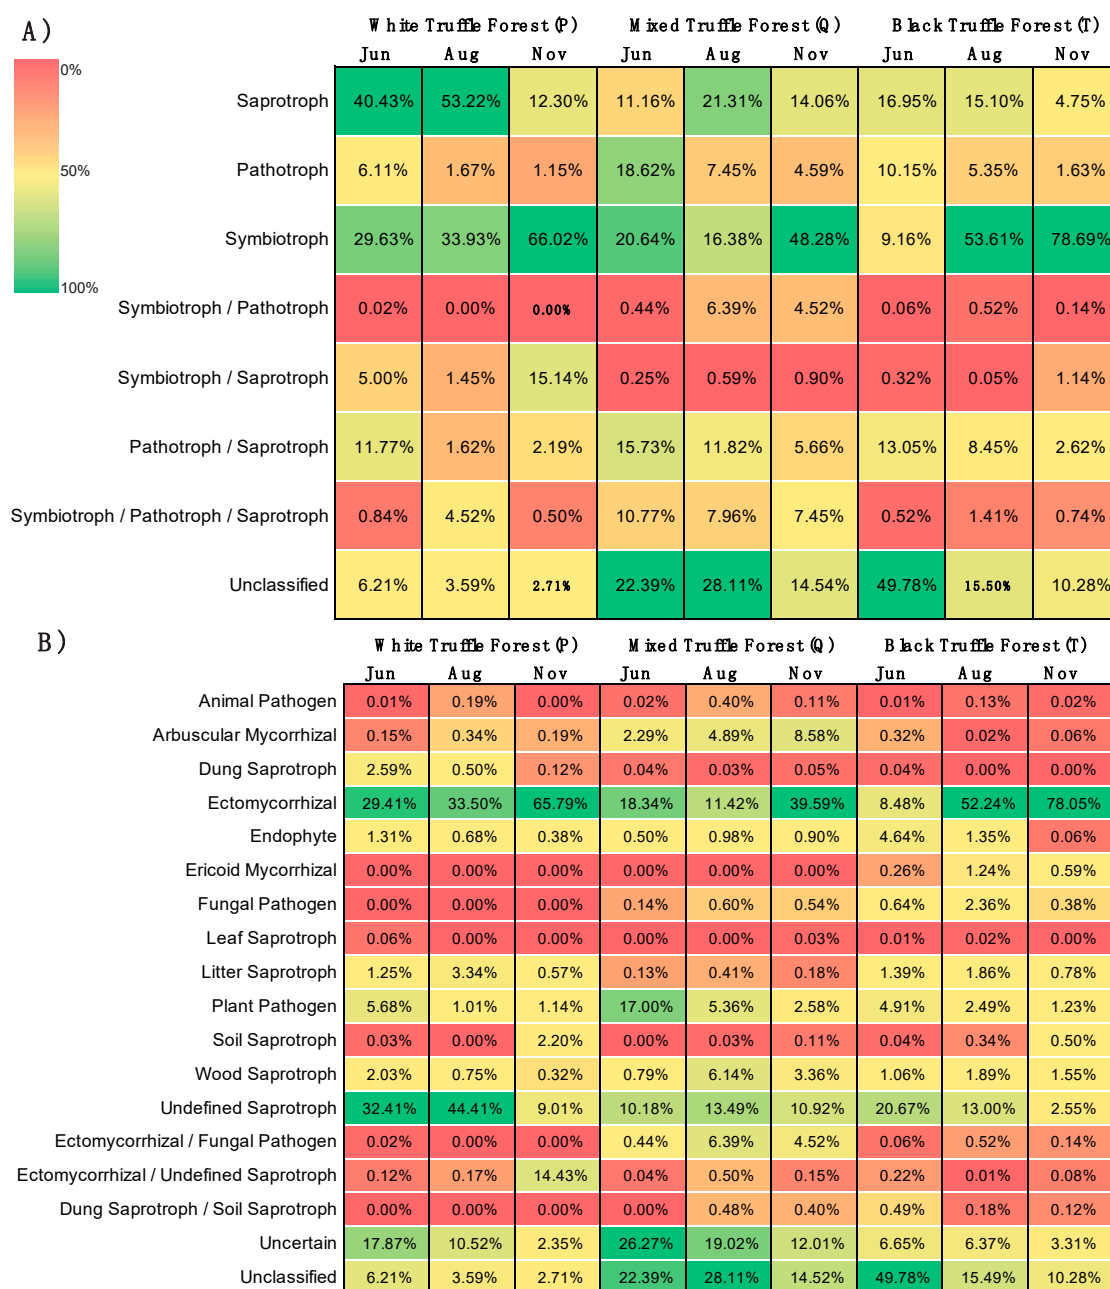 A)
White Truffle Forest (P) Mixed Truffle Forest (Q) Black Truffle Forest (T)
Jun Aug Nov Jun Aug Nov Jun Aug Nov
0%
50%
100%
Saprotroph 40.43% 53.22% 12.30% 11.16% 21.31% 14.06% 16.95% 15.10% 4.75%
Pathotroph 6.11% 1.67% 1.15% 18.62% 7.45% 4.59% 10.15% 5.35% 1.63%
Symbiotroph 29.63% 33.93% 66.02% 20.64% 16.38% 48.28% 9.16% 53.61% 78.69%
Symbiotroph / Pathotroph 0.02% 0.00% 0.00% 0.44% 6.39% 4.52% 0.06% 0.52% 0.14%
Symbiotroph / Saprotroph 5.00% 1.45% 15.14% 0.25% 0.59% 0.90% 0.32% 0.05% 1.14%
Pathotroph / Saprotroph 11.77% 1.62% 2.19% 15.73% 11.82% 5.66% 13.05% 8.45% 2.62%
Symbiotroph / Pathotroph / Saprotroph 0.84% 4.52% 0.50% 10.77% 7.96% 7.45% 0.52% 1.41% 0.74%
Unclassified 6.21% 3.59% 2.71% 22.39% 28.11% 14.54% 49.78% 15.50% 10.28%
B)
White Truffle Forest (P) Mixed Truffle Forest (Q) Black Truffle Forest (T)
Jun Aug Nov Jun Aug Nov Jun Aug Nov
Animal Pathogen 0.01% 0.19% 0.00% 0.02% 0.40% 0.11% 0.01% 0.13% 0.02%
Arbuscular Mycorrhizal 0.15% 0.34% 0.19% 2.29% 4.89% 8.58% 0.32% 0.02% 0.06%
Dung Saprotroph 2.59% 0.50% 0.12% 0.04% 0.03% 0.05% 0.04% 0.00% 0.00%
Ectomycorrhizal 29.41% 33.50% 65.79% 18.34% 11.42% 39.59% 8.48% 52.24% 78.05%
Endophyte 1.31% 0.68% 0.38% 0.50% 0.98% 0.90% 4.64% 1.35% 0.06%
Ericoid Mycorrhizal 0.00% 0.00% 0.00% 0.00% 0.00% 0.00% 0.26% 1.24% 0.59%
Fungal Pathogen 0.00% 0.00% 0.00% 0.14% 0.60% 0.54% 0.64% 2.36% 0.38%
Leaf Saprotroph 0.06% 0.00% 0.00% 0.00% 0.00% 0.03% 0.01% 0.02% 0.00%
Litter Saprotroph 1.25% 3.34% 0.57% 0.13% 0.41% 0.18% 1.39% 1.86% 0.78%
Plant Pathogen 5.68% 1.01% 1.14% 17.00% 5.36% 2.58% 4.91% 2.49% 1.23%
Soil Saprotroph 0.03% 0.00% 2.20% 0.00% 0.03% 0.11% 0.04% 0.34% 0.50%
Wood Saprotroph 2.03% 0.75% 0.32% 0.79% 6.14% 3.36% 1.06% 1.89% 1.55%
Undefined Saprotroph 32.41% 44.41% 9.01% 10.18% 13.49% 10.92% 20.67% 13.00% 2.55%
Ectomycorrhizal / Fungal Pathogen 0.02% 0.00% 0.00% 0.44% 6.39% 4.52% 0.06% 0.52% 0.14%
Ectomycorrhizal / Undefined Saprotroph 0.12% 0.17% 14.43% 0.04% 0.50% 0.15% 0.22% 0.01% 0.08%
Dung Saprotroph / Soil Saprotroph 0.00% 0.00% 0.00% 0.00% 0.48% 0.40% 0.49% 0.18% 0.12%
Uncertain 17.87% 10.52% 2.35% 26.27% 19.02% 12.01% 6.65% 6.37% 3.31%
Unclassified 6.21% 3.59% 2.71% 22.39% 28.11% 14.52% 49.78% 15.49% 10.28%